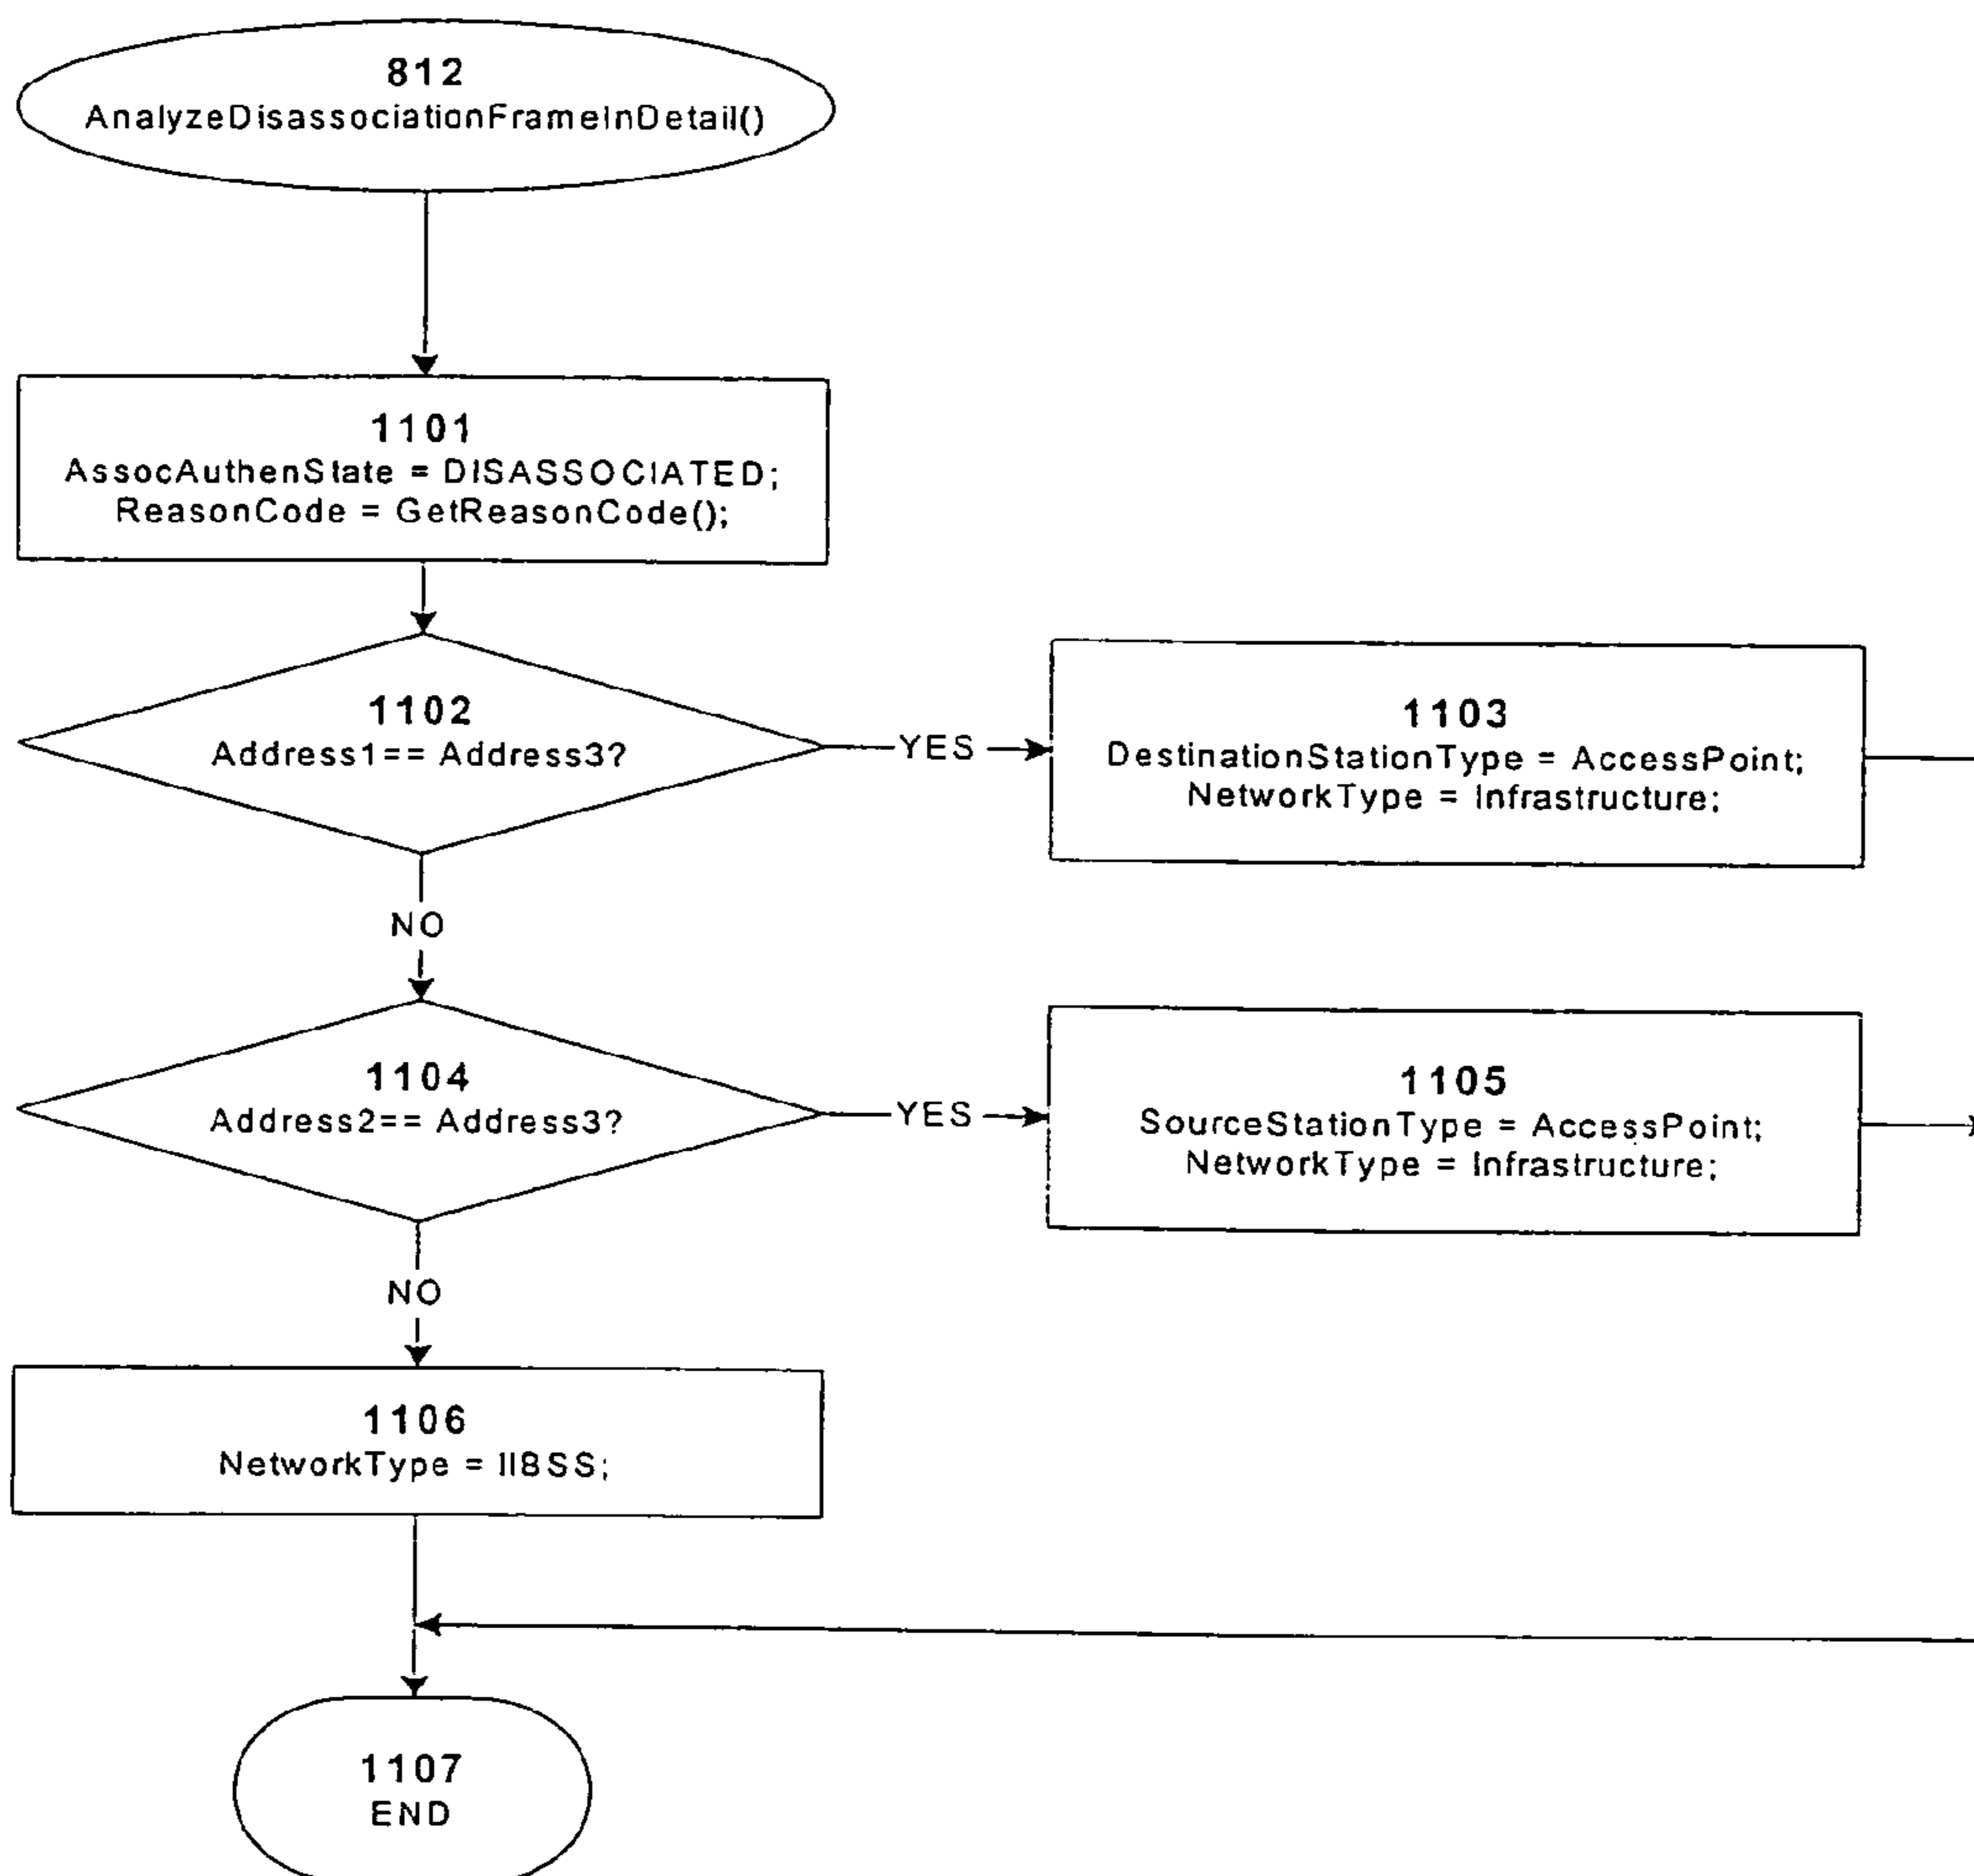 812
AnalyzeDisassociationFrameInDetail()
1101
AssocAuthenState = DISASSOCIATED;
ReasonCode = GetReasonCode();
1102
Address1== Address3?
YES
1103
DestinationStationType = AccessPoint;
NetworkType = Infrastructure;
NO
1104
Address2== Address3?
YES
1105
SourceStationType = AccessPoint;
NetworkType = Infrastructure;
NO
1106
NetworkType = IIBSS;
1107
END